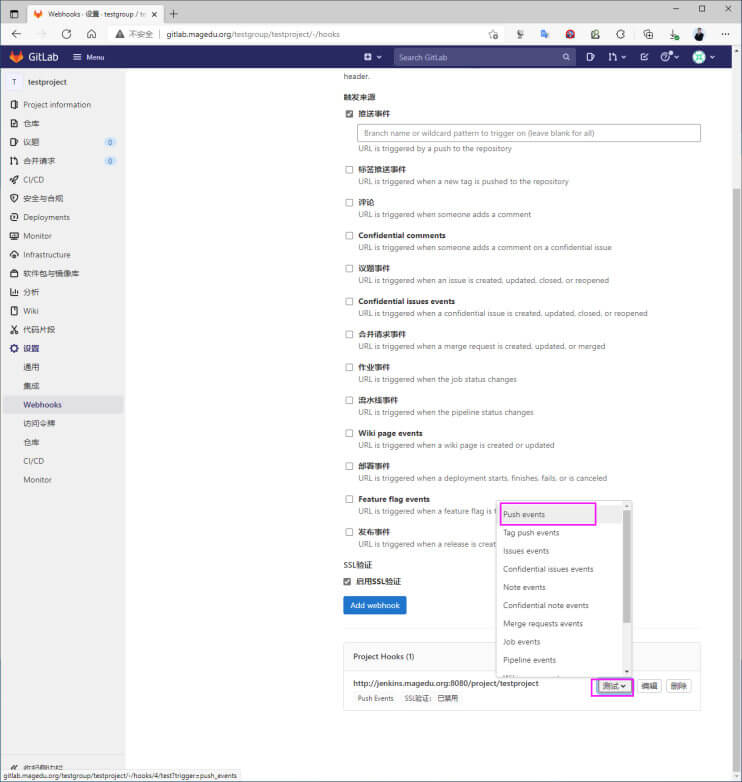 Webhooks · 设置 · testgroup / te
不安全
gitlab.magedu.org/testgroup/testproject/-/hooks
GitLab
Menu
Search GitLab
T
testproject
Project information
仓库
议题
0
合并请求
0
CI/CD
安全与合规
Deployments
Monitor
Infrastructure
软件包与镜像库
分析
Wiki
代码片段
设置
通用
集成
Webhooks
访问令牌
仓库
CI/CD
Monitor
收起侧边栏
header.
触发来源
推送事件
Branch name or wildcard pattern to trigger on (leave blank for all)
URL is triggered by a push to the repository
标签推送事件
URL is triggered when a new tag is pushed to the repository
评论
URL is triggered when someone adds a comment
Confidential comments
URL is triggered when someone adds a comment on a confidential issue
议题事件
URL is triggered when an issue is created, updated, closed, or reopened
Confidential issues events
URL is triggered when a confidential issue is created, updated, closed, or reopened
合并请求事件
URL is triggered when a merge request is created, updated, or merged
作业事件
URL is triggered when the job status changes
流水线事件
URL is triggered when the pipeline status changes
Wiki page events
URL is triggered when a wiki page is created or updated
部署事件
URL is triggered when a deployment starts, finishes, fails, or is canceled
Feature flag events
URL is triggered when a feature flag is
发布事件
URL is triggered when a release is creat
SSL验证
启用SSL验证
Add webhook
Push events
Tag push events
Issues events
Confidential issues events
Note events
Confidential note events
Merge requests events
Job events
Pipeline events
Project Hooks (1)
http://jenkins.magedu.org:8080/project/testproject
测试
编辑
删除
Push Events
SSL验证: 已禁用
gitlab.magedu.org/testgroup/testproject/-/hooks/4/test?trigger=push_events